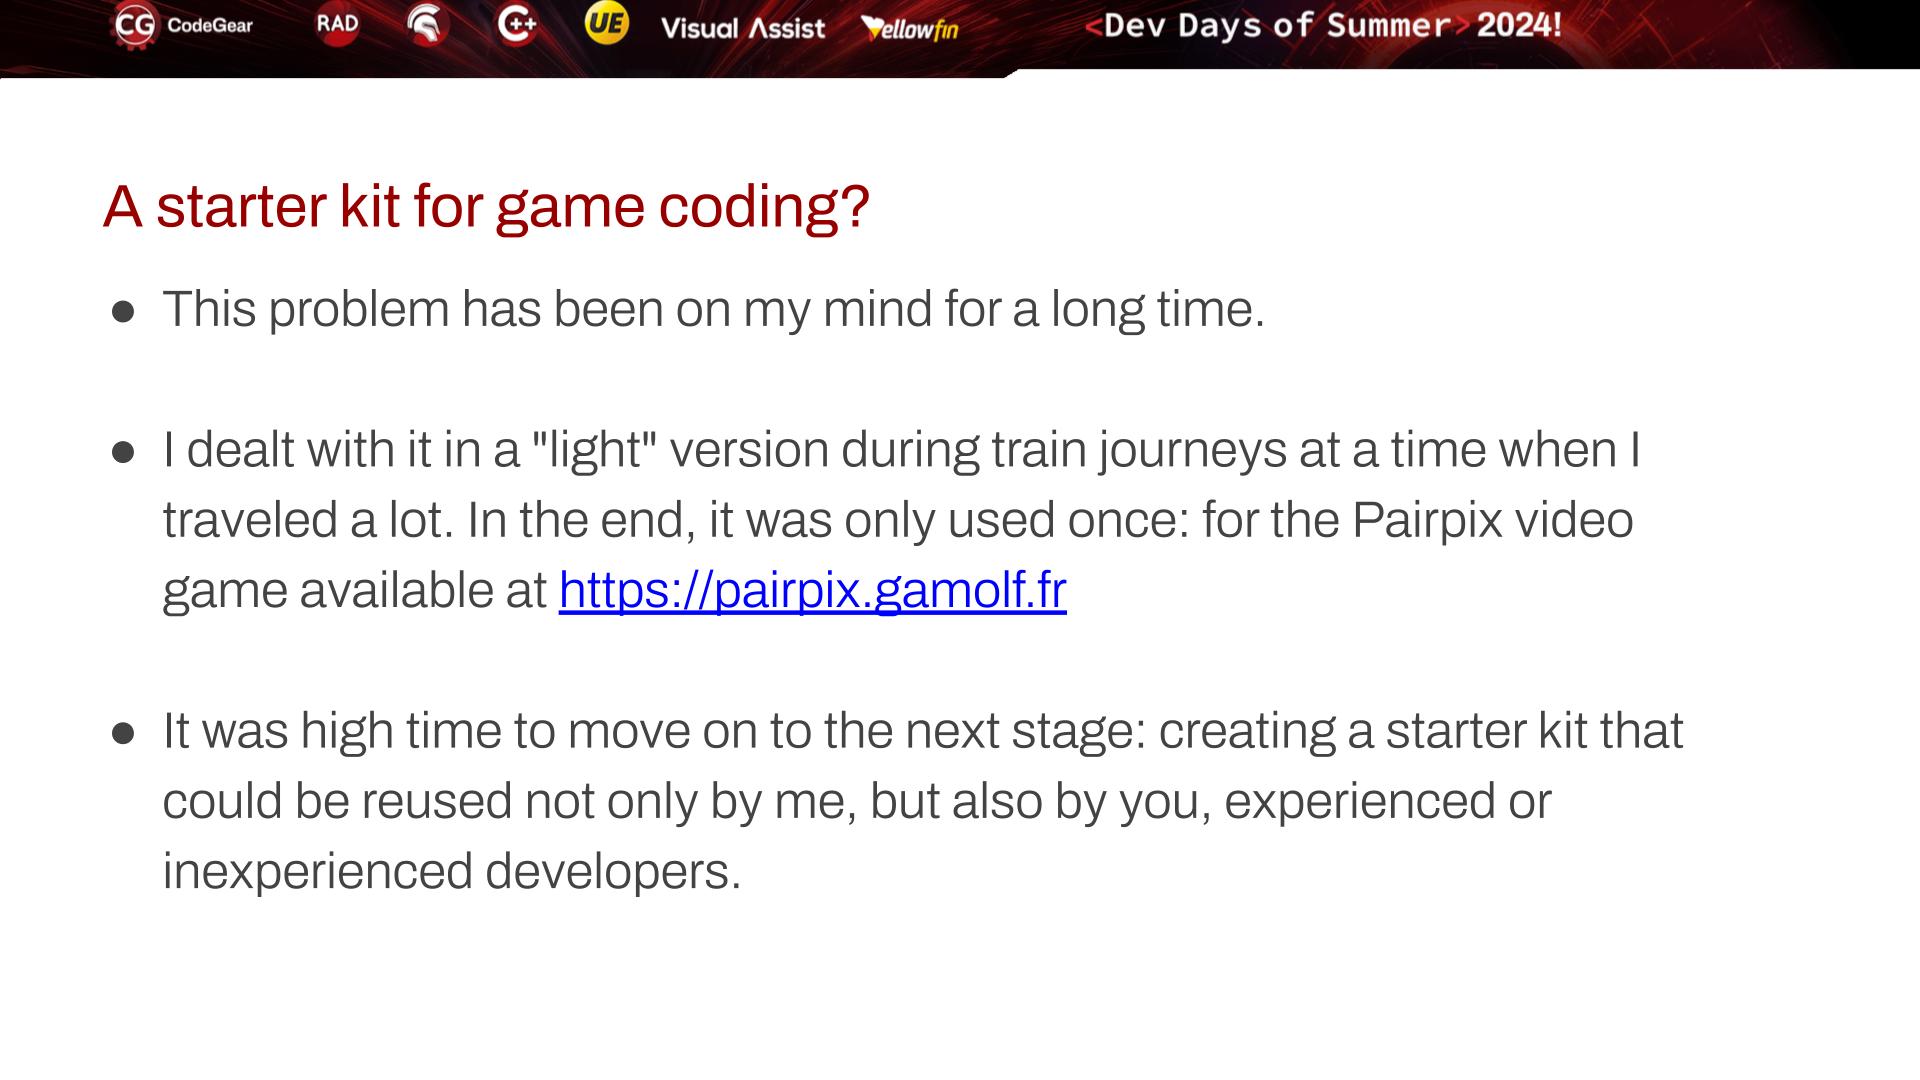 CG CodeGear RAD C++ UE Visual Assist Yellowfin <Dev Days of Summer> 2024!
A starter kit for game coding?
● This problem has been on my mind for a long time.
● I dealt with it in a "light" version during train journeys at a time when I
traveled a lot. In the end, it was only used once: for the Pairpix video
game available at https://pairpix.gamolf.fr
● It was high time to move on to the next stage: creating a starter kit that
could be reused not only by me, but also by you, experienced or
inexperienced developers.